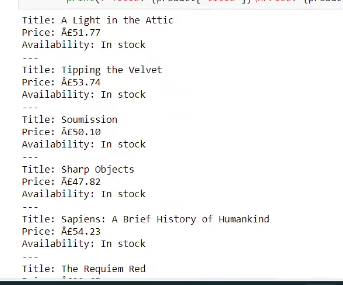 Title: A Light in the Attic
Price: Â£51.77
Availability: In stock
---
Title: Tipping the Velvet
Price: Â£53.74
Availability: In stock
---
Title: Soumission
Price: Â£50.10
Availability: In stock
---
Title: Sharp Objects
Price: Â£47.82
Availability: In stock
---
Title: Sapiens: A Brief History of Humankind
Price: Â£54.23
Availability: In stock
---
Title: The Requiem Red